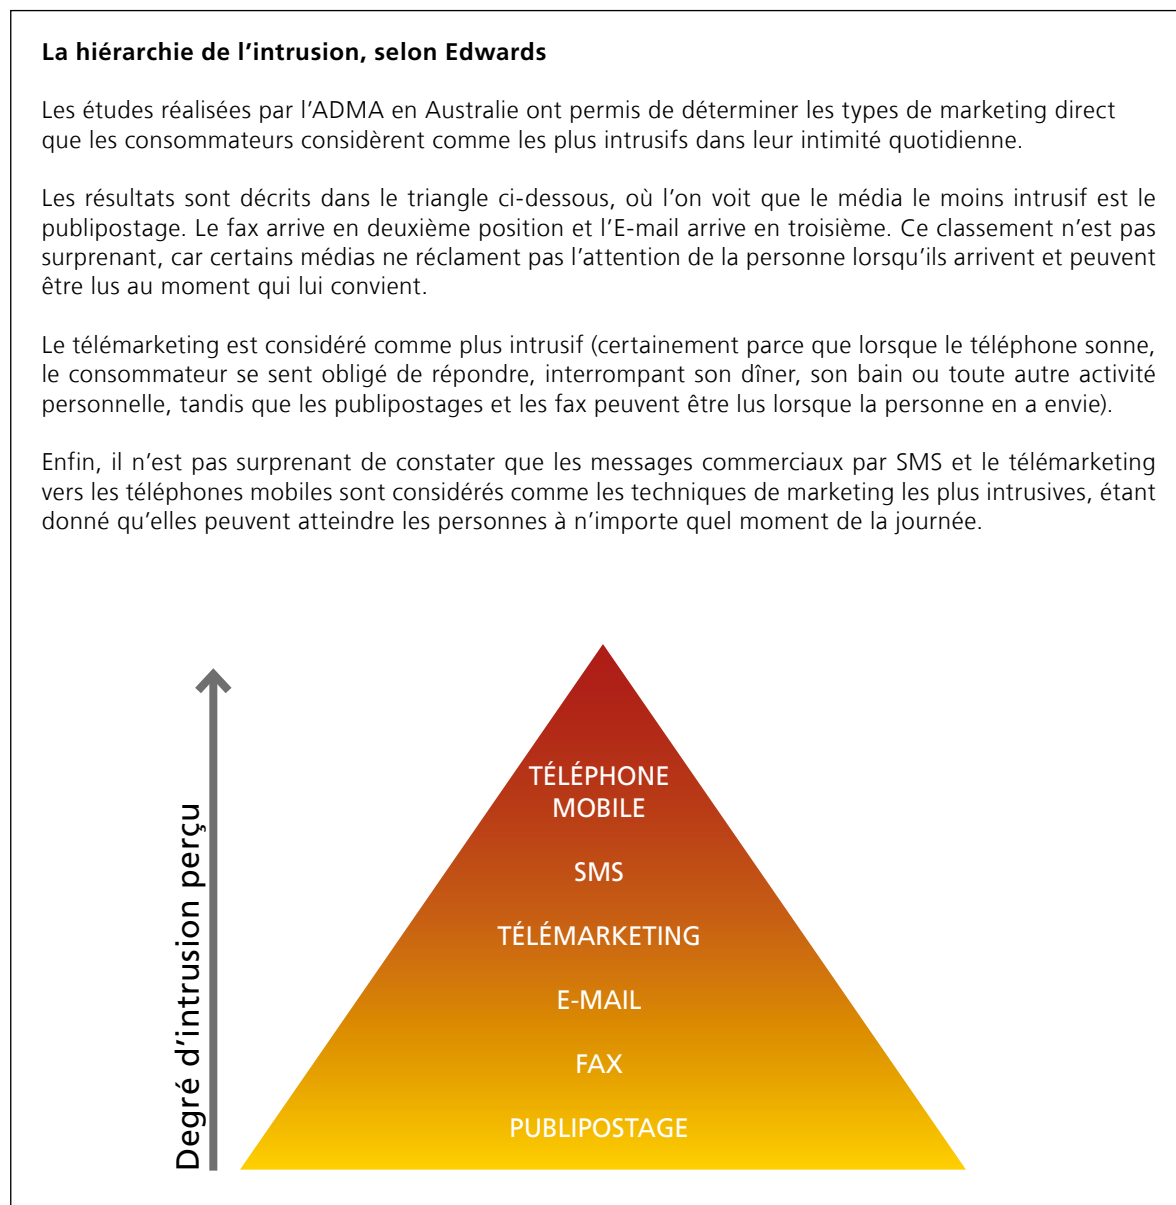 La hiérarchie de l’intrusion, selon Edwards
Les études réalisées par l’ADMA en Australie ont permis de déterminer les types de marketing direct
que les consommateurs considèrent comme les plus intrusifs dans leur intimité quotidienne.
Les résultats sont décrits dans le triangle ci-dessous, où l’on voit que le média le moins intrusif est le
publipostage. Le fax arrive en deuxième position et l’E-mail arrive en troisième. Ce classement n’est pas
surprenant, car certains médias ne réclament pas l’attention de la personne lorsqu’ils arrivent et peuvent
être lus au moment qui lui convient.
Le télémarketing est considéré comme plus intrusif (certainement parce que lorsque le téléphone sonne,
le consommateur se sent obligé de répondre, interrompant son dîner, son bain ou toute autre activité
personnelle, tandis que les publipostages et les fax peuvent être lus lorsque la personne en a envie).
Enfin, il n’est pas surprenant de constater que les messages commerciaux par SMS et le télémarketing
vers les téléphones mobiles sont considérés comme les techniques de marketing les plus intrusives, étant
donné qu’elles peuvent atteindre les personnes à n’importe quel moment de la journée.
Degré d’intrusion perçu
TÉLÉPHONE
MOBILE
SMS
TÉLÉMARKETING
E-MAIL
FAX
PUBLIPOSTAGE